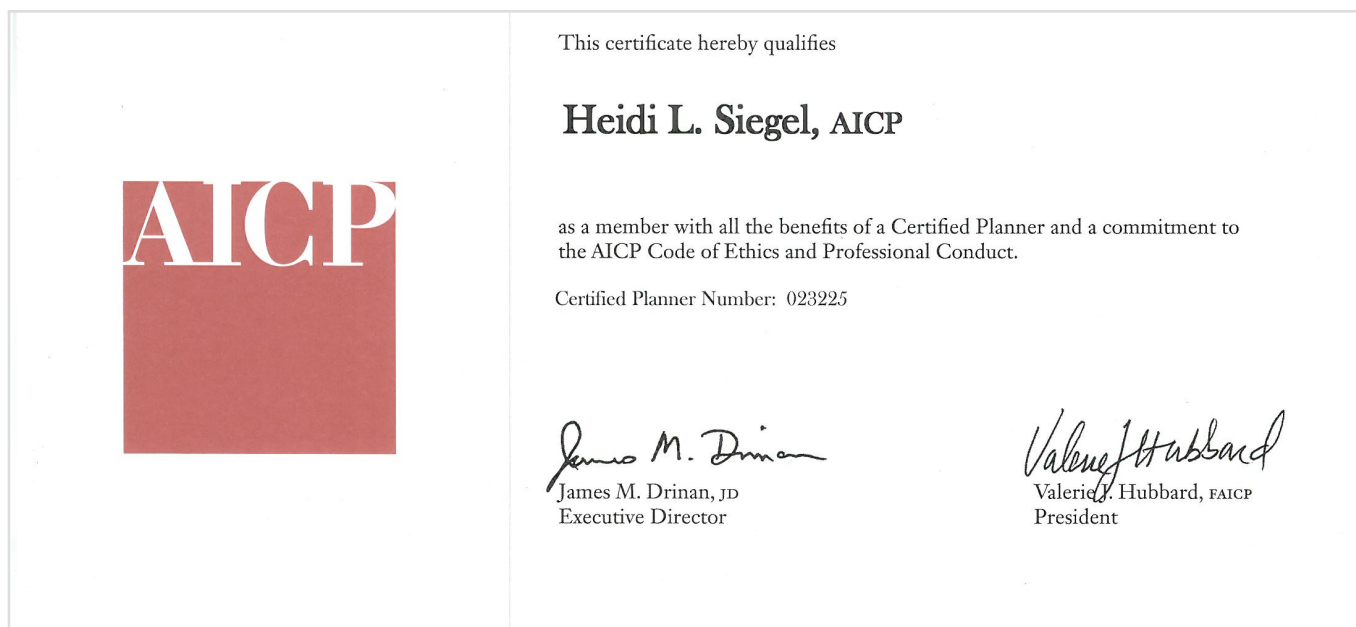 AICP
This certificate hereby qualifies
Heidi L. Siegel, AICP
as a member with all the benefits of a Certified Planner and a commitment to
the AICP Code of Ethics and Professional Conduct.
Certified Planner Number: 023225
James M. Drinan
Valerie J Hubbard
James M. Drinan, JD
Valerie J. Hubbard, FAICP
Executive Director
President